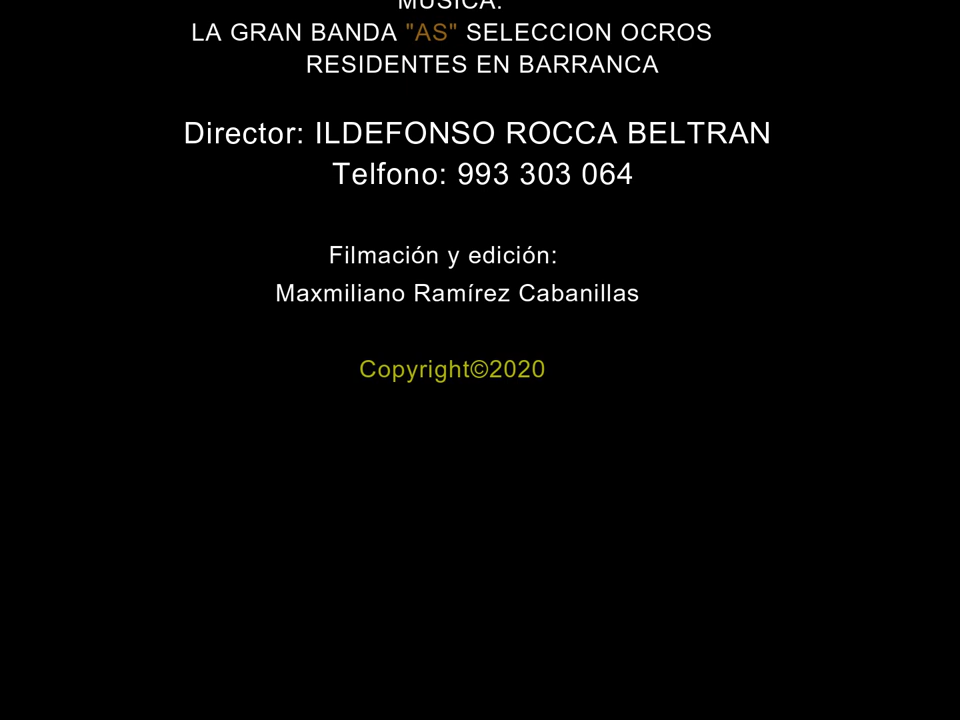 MUSICA:
LA GRAN BANDA "AS" SELECCION OCROS
RESIDENTES EN BARRANCA
Director: ILDEFONSO ROCCA BELTRAN
Telfono: 993 303 064
Filmación y edición:
Maxmiliano Ramírez Cabanillas
Copyright©2020